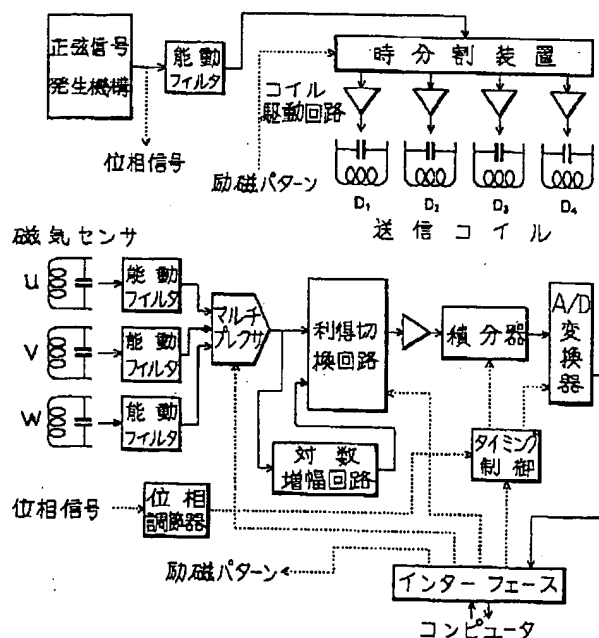 正弦信号
発生機構
能動
フィルタ
時分割装置
コイル
駆動回路
位相信号
励磁パターン
D1
D2
D3
D4
送信コイル
磁気センサ
U
能動
フィルタ
V
能動
フィルタ
W
能動
フィルタ
マルチ
プレクサ
利得切
換回路
積分器
A/D
変換器
対数
増幅回路
タイミング
制御
位相信号
位相
調節器
励磁パターン
インターフェース
コンピュータ